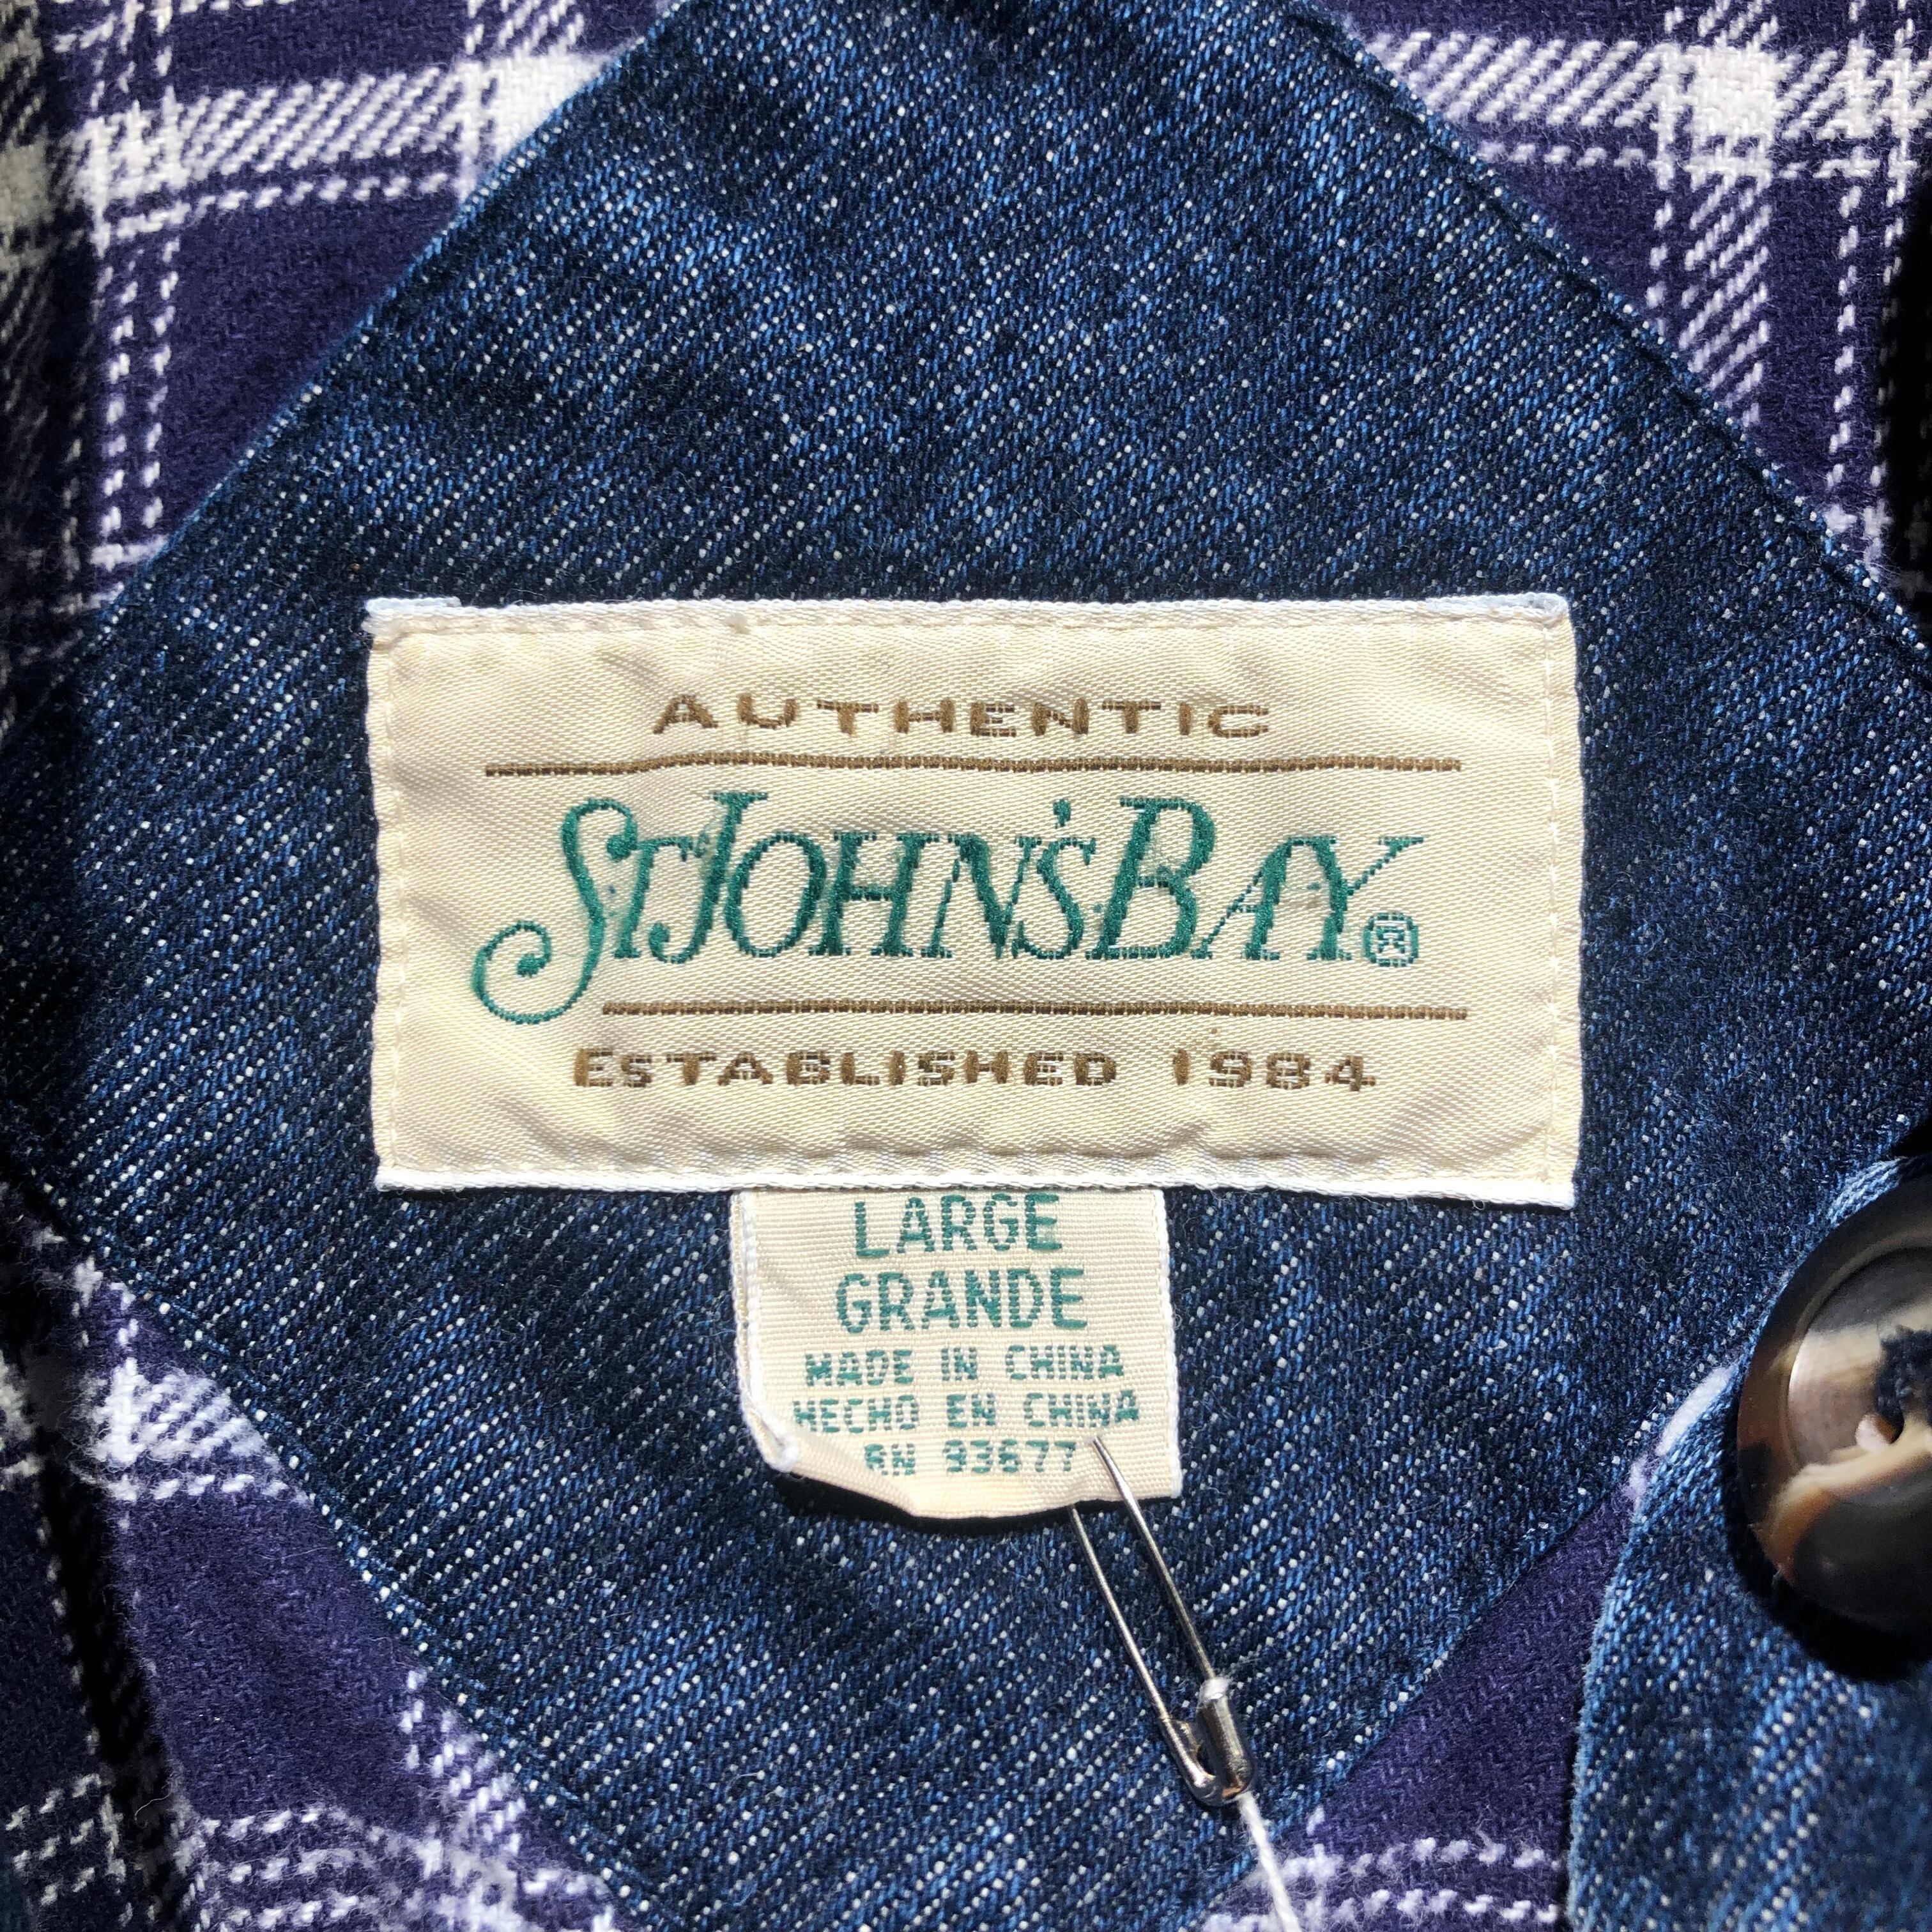 AUTHENTIC
ST JOHN'S BAY®
ESTABLISHED 1984
LARGE
GRANDE
MADE IN CHINA
HECHO EN CHINA
RN 93677